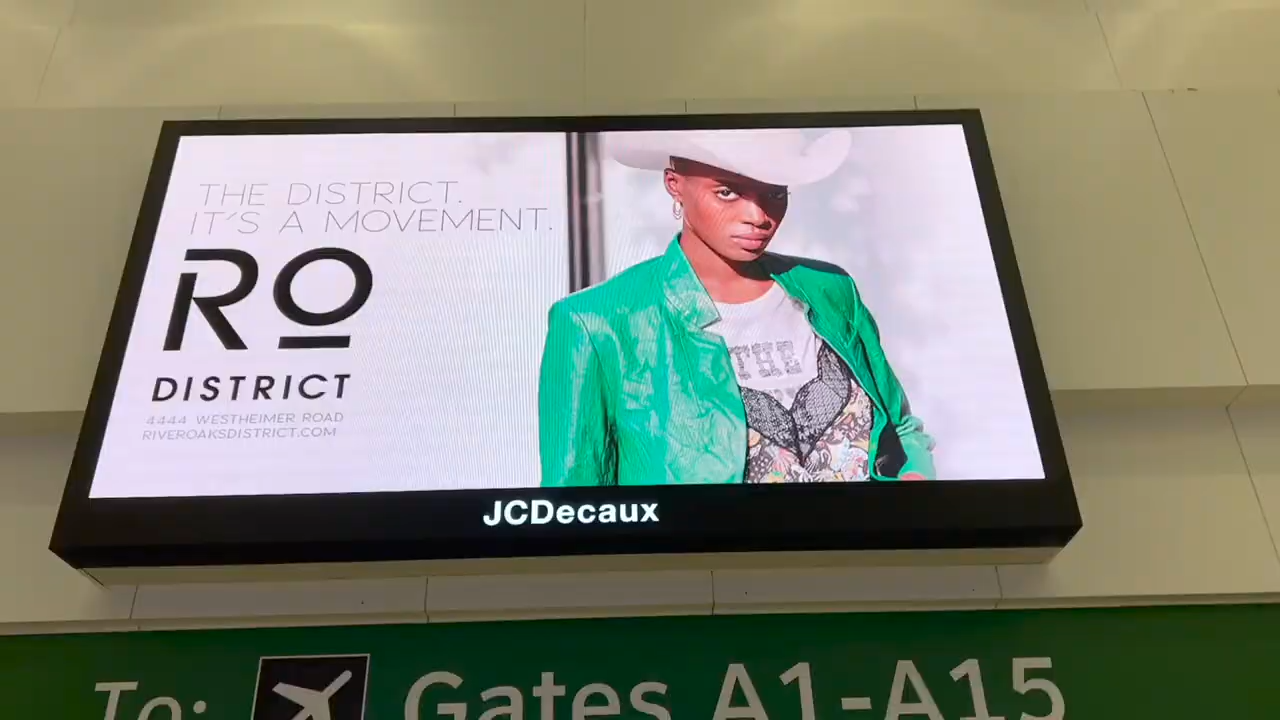 THE DISTRICT.
IT'S A MOVEMENT.
RO
DISTRICT
4444 WESTHEIMER ROAD
RIVEROAKSDISTRICT.COM
THE
JCDecaux
To: Gates A1-A15